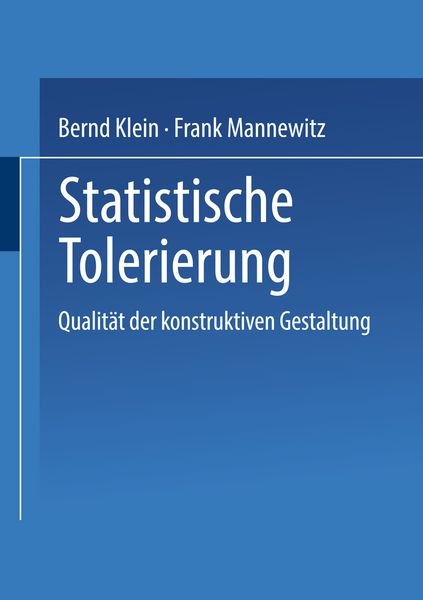 Bernd Klein · Frank Mannewitz
Statistische
Tolerierung
Qualität der konstruktiven Gestaltung